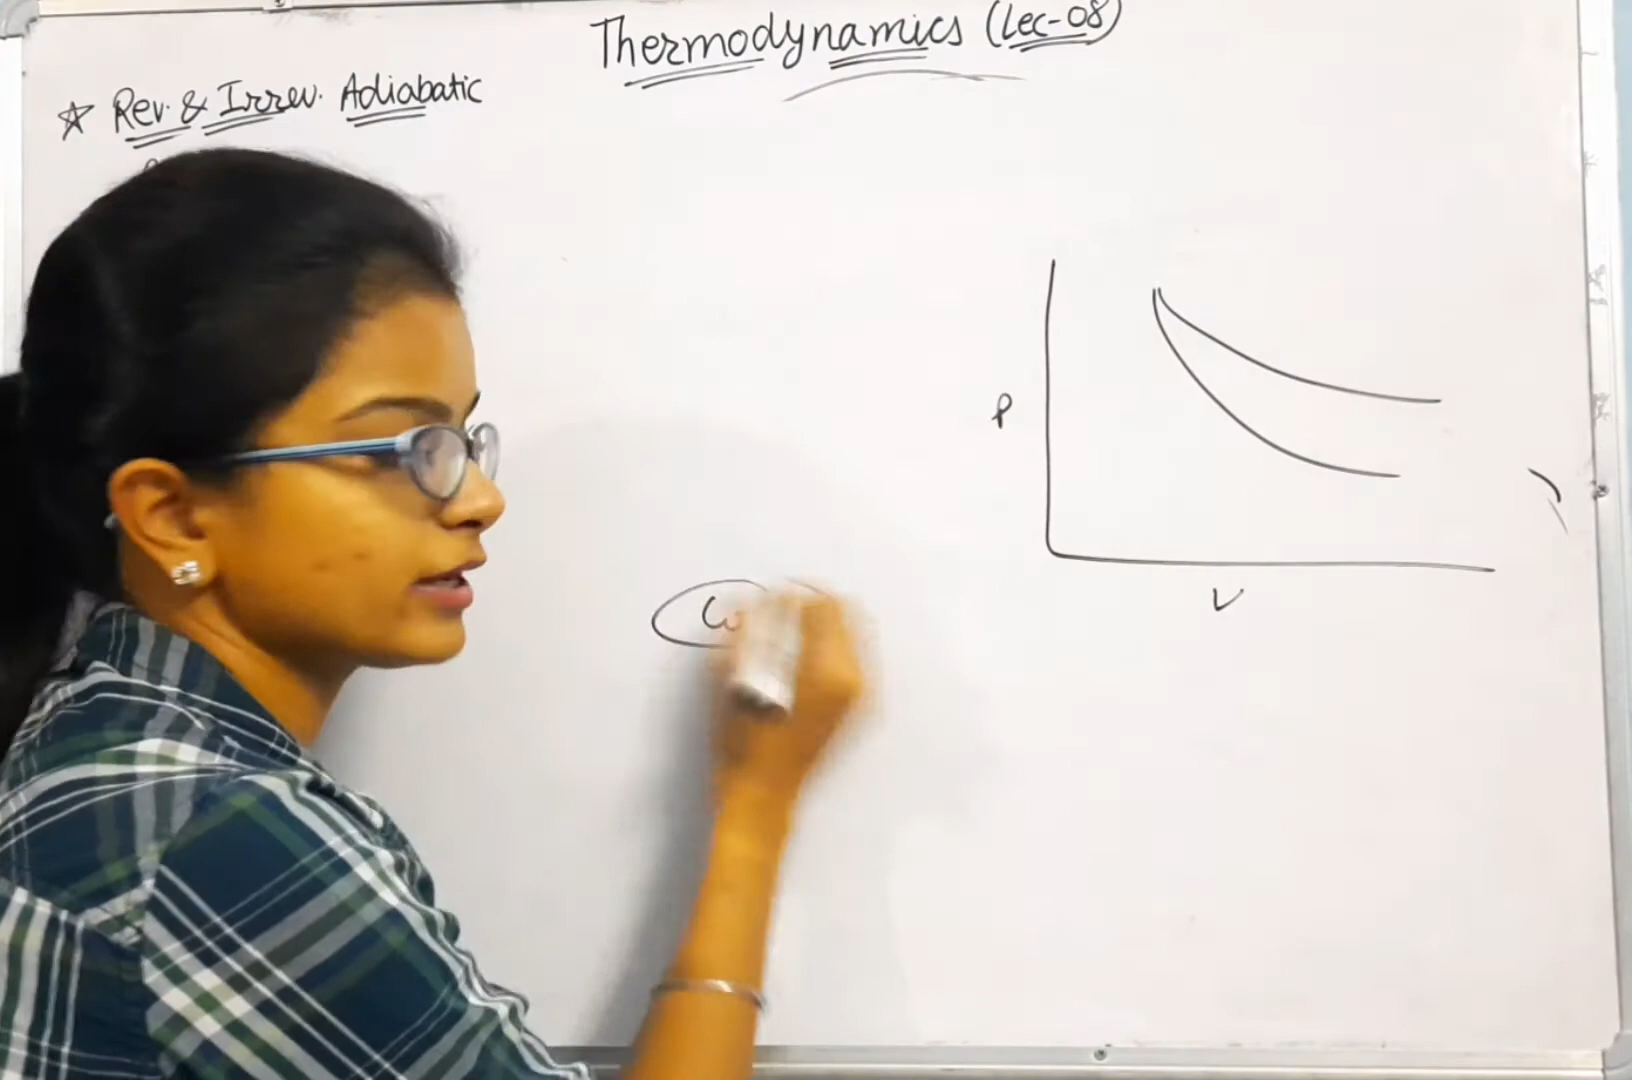 Thermodynamics (Lec-08)
☆ Rev. & Irrev. Adiabatic
P
V